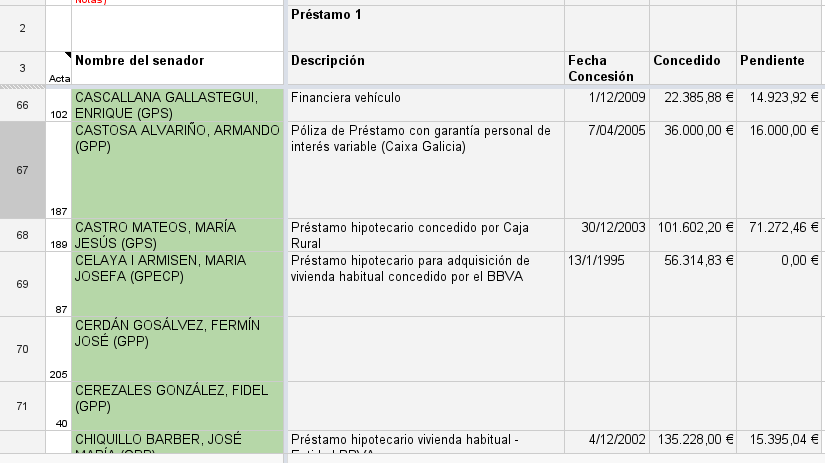 Notas)
2 Préstamo 1
3 Acta Nombre del senador Descripción Fecha Concedido Pendiente
Concesión
66 102 CASCALLANA GALLASTEGUI, Financiera vehículo 1/12/2009 22.385,88 € 14.923,92 €
ENRIQUE (GPS)
67 187 CASTOSA ALVARIÑO, ARMANDO Póliza de Préstamo con garantía personal de 7/04/2005 36.000,00 € 16.000,00 €
(GPP) interés variable (Caixa Galicia)
68 189 CASTRO MATEOS, MARÍA Préstamo hipotecario concedido por Caja 30/12/2003 101.602,20 € 71.272,46 €
JESÚS (GPS) Rural
69 87 CELAYA I ARMISEN, MARIA Préstamo hipotecario para adquisición de 13/1/1995 56.314,83 € 0,00 €
JOSEFA (GPECP) vivienda habitual concedido por el BBVA
70 205 CERDÁN GOSÁLVEZ, FERMÍN
JOSÉ (GPP)
71 40 CEREZALES GONZÁLEZ, FIDEL
(GPP)
CHIQUILLO BARBER, JOSÉ Préstamo hipotecario vivienda habitual - 4/12/2002 135.228,00 € 15.395,04 €
MARÍA (GPP) Entidad BBVA